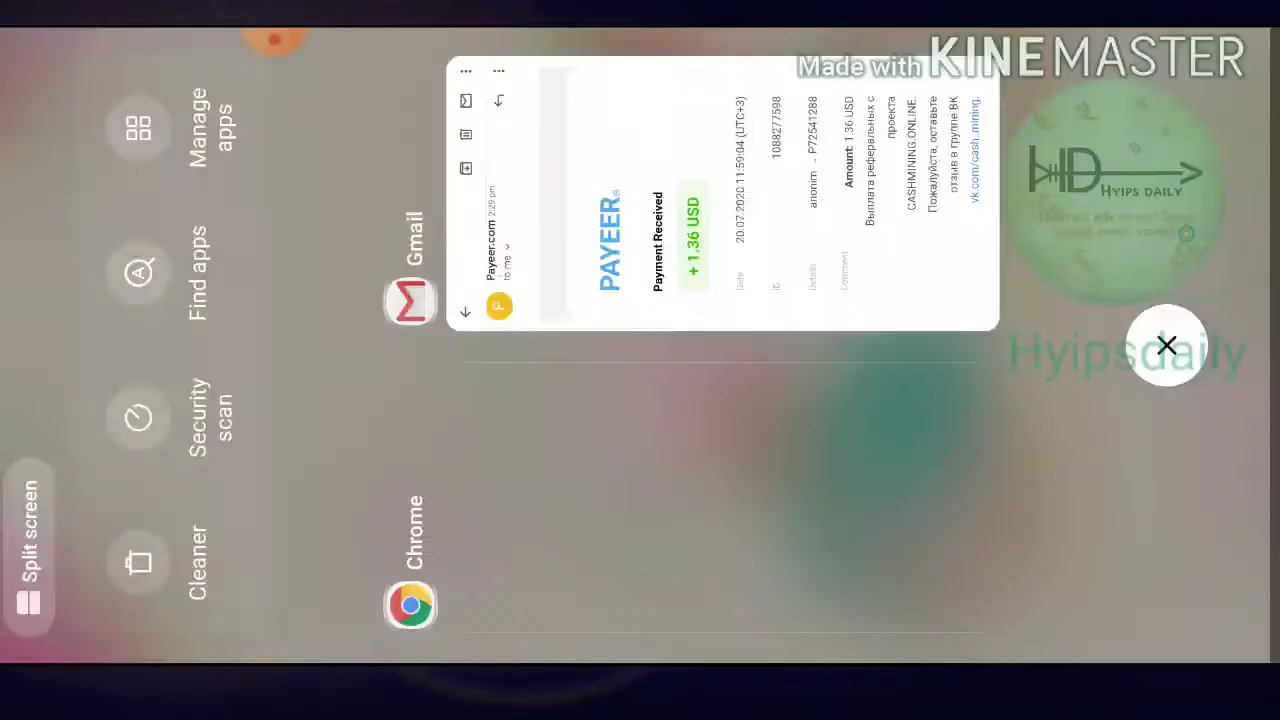 Made with KINEMASTER
HYIPS DAILY
Hyipsdaily
Split screen
Cleaner
Security
scan
Find apps
Manage
apps
Chrome
Gmail
Payeer.com 2:29 pm
to me
P
PAYEER
Payment Received
+ 1.36 USD
Date
20.07.2020 11:59:04 (UTC+3)
ID
1088277598
Details
anonim → P72541288
Comment
Amount: 1.36 USD
Выплата реферальных с
проекта
CASHMINING.ONLINE.
Пожалуйста, оставьте
отзыв в группе ВК
vk.com/cash_mining.